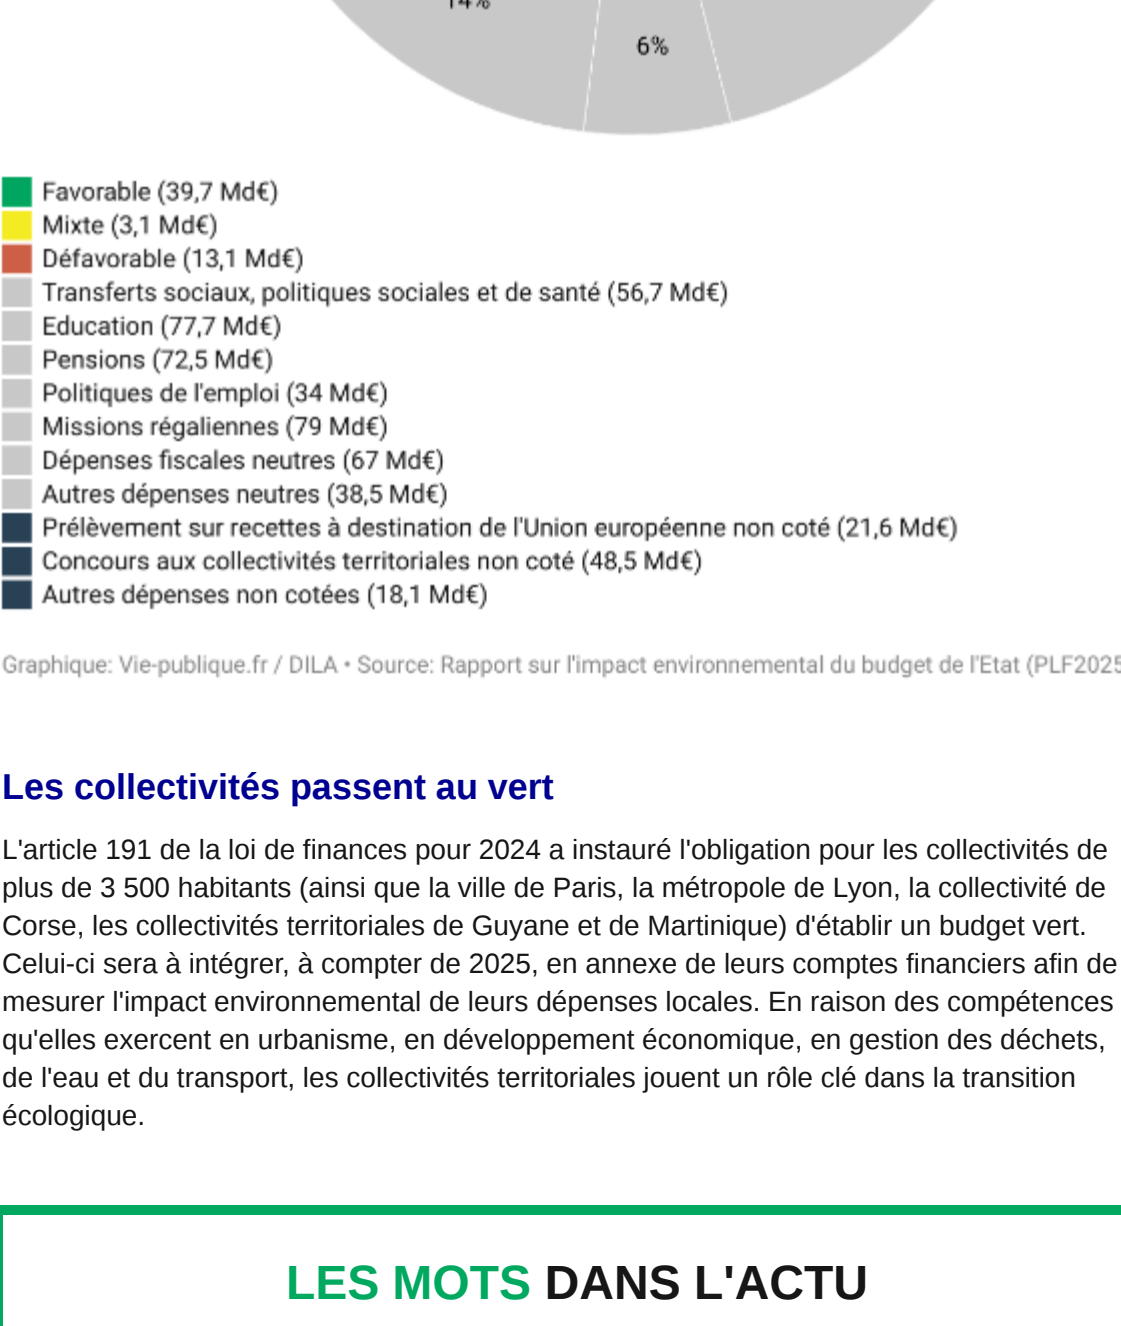 14%
6%
Favorable (39,7 Md€)
Mixte (3,1 Md€)
Défavorable (13,1 Md€)
Transferts sociaux, politiques sociales et de santé (56,7 Md€)
Education (77,7 Md€)
Pensions (72,5 Md€)
Politiques de l'emploi (34 Md€)
Missions régaliennes (79 Md€)
Dépenses fiscales neutres (67 Md€)
Autres dépenses neutres (38,5 Md€)
Prélèvement sur recettes à destination de l'Union européenne non coté (21,6 Md€)
Concours aux collectivités territoriales non coté (48,5 Md€)
Autres dépenses non cotées (18,1 Md€)
Graphique: Vie-publique.fr / DILA • Source: Rapport sur l'impact environnemental du budget de l'Etat (PLF2025
Les collectivités passent au vert
L'article 191 de la loi de finances pour 2024 a instauré l'obligation pour les collectivités de
plus de 3 500 habitants (ainsi que la ville de Paris, la métropole de Lyon, la collectivité de
Corse, les collectivités territoriales de Guyane et de Martinique) d'établir un budget vert.
Celui-ci sera à intégrer, à compter de 2025, en annexe de leurs comptes financiers afin de
mesurer l'impact environnemental de leurs dépenses locales. En raison des compétences
qu'elles exercent en urbanisme, en développement économique, en gestion des déchets,
de l'eau et du transport, les collectivités territoriales jouent un rôle clé dans la transition
écologique.
LES MOTS DANS L'ACTU